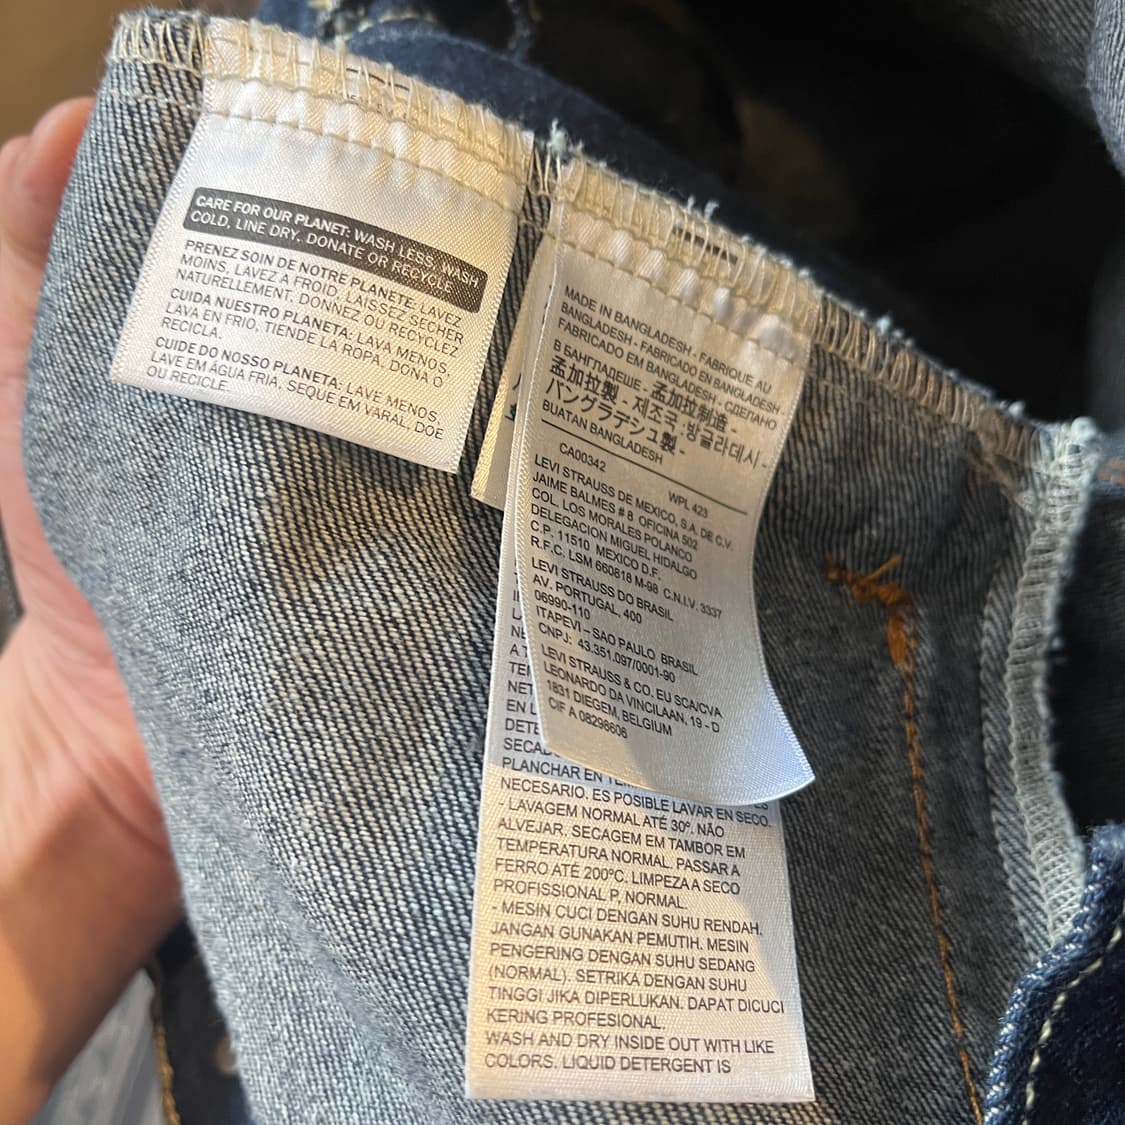 CARE FOR OUR PLANET: WASH LESS, WASH
COLD, LINE DRY, DONATE OR RECYCLE
PRENEZ SOIN DE NOTRE PLANETE: LAVEZ
MOINS, LAVEZ A FROID, LAISSEZ SÉCHER
NATURELLEMENT, DONNEZ OU RECYCLEZ
CUIDA NUESTRO PLANETA: LAVA MENOS,
LAVA EN FRIO, TIENDE LA ROPA, DONA O
RECICLA.
CUIDE DO NOSSO PLANETA: LAVE MENOS,
LAVE EM ÁGUA FRIA, SEQUE EM VARAL, DOE
OU RECICLE.
MADE IN BANGLADESH - FABRIQUE AU
BANGLADESH - FABRICADO EN BANGLADESH -
FABRICADO EM BANGLADESH - СДЕЛАНО
В БАНГЛАДЕШЕ - 孟加拉制造 -
孟加拉製 - 제조국 :방글라데시 -
バングラデシュ製 -
BUATAN BANGLADESH
CA00342 WPL 423
LEVI STRAUSS DE MEXICO, S.A. DE C.V.
JAIME BALMES # 8 OFICINA 502
COL. LOS MORALES POLANCO
DELEGACION MIGUEL HIDALGO
C.P. 11510 MEXICO D.F.
R.F.C. LSM 660818 M-98 C.N.I.V. 3337
LEVI STRAUSS DO BRASIL
AV. PORTUGAL, 400
06990-110
ITAPEVI – SAO PAULO BRASIL
CNPJ: 43.351.097/0001-90
LEVI STRAUSS & CO. EU SCA/CVA
LEONARDO DA VINCILAAN, 19 - D
1831 DIEGEM, BELGIUM
CIF A 08298606
EN
PLANCHAR EN
NECESARIO. ES POSIBLE LAVAR EN SECO.
- LAVAGEM NORMAL ATÉ 30º. NÃO
ALVEJAR. SECAGEM EM TAMBOR EM
TEMPERATURA NORMAL. PASSAR A
FERRO ATÉ 200ºC. LIMPEZA A SECO
PROFISSIONAL P, NORMAL.
- MESIN CUCI DENGAN SUHU RENDAH.
JANGAN GUNAKAN PEMUTIH. MESIN
PENGERING DENGAN SUHU SEDANG
(NORMAL). SETRIKA DENGAN SUHU
TINGGI JIKA DIPERLUKAN. DAPAT DICUCI
KERING PROFESIONAL.
WASH AND DRY INSIDE OUT WITH LIKE
COLORS. LIQUID DETERGENT IS